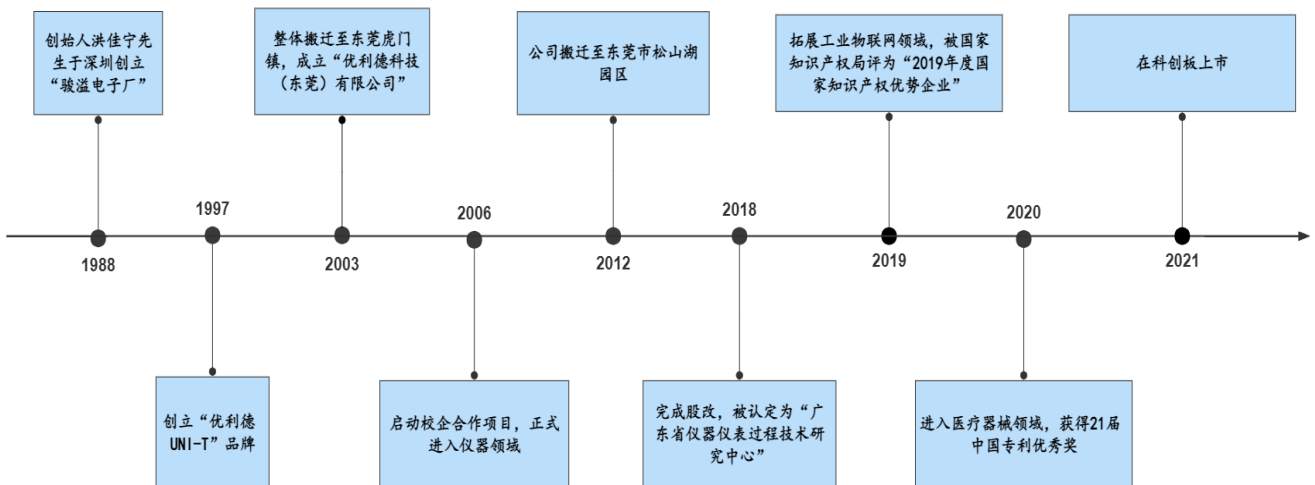 创始人洪佳宁先
生于深圳创立
“骏溢电子厂”
整体搬迁至东莞虎门
镇，成立“优利德科技
（东莞）有限公司”
公司搬迁至东莞市松山湖
园区
拓展工业物联网领域，被国家
知识产权局评为“2019年度国
家知识产权优势企业”
在科创板上市
1997
2006
2018
2020
1988
2003
2012
2019
2021
创立“优利德
UNI-T”品牌
启动校企合作项目，正式
进入仪器领域
完成股改，被认定为“广
东省仪器仪表过程技术研
究中心”
进入医疗器械领域，获得21届
中国专利优秀奖